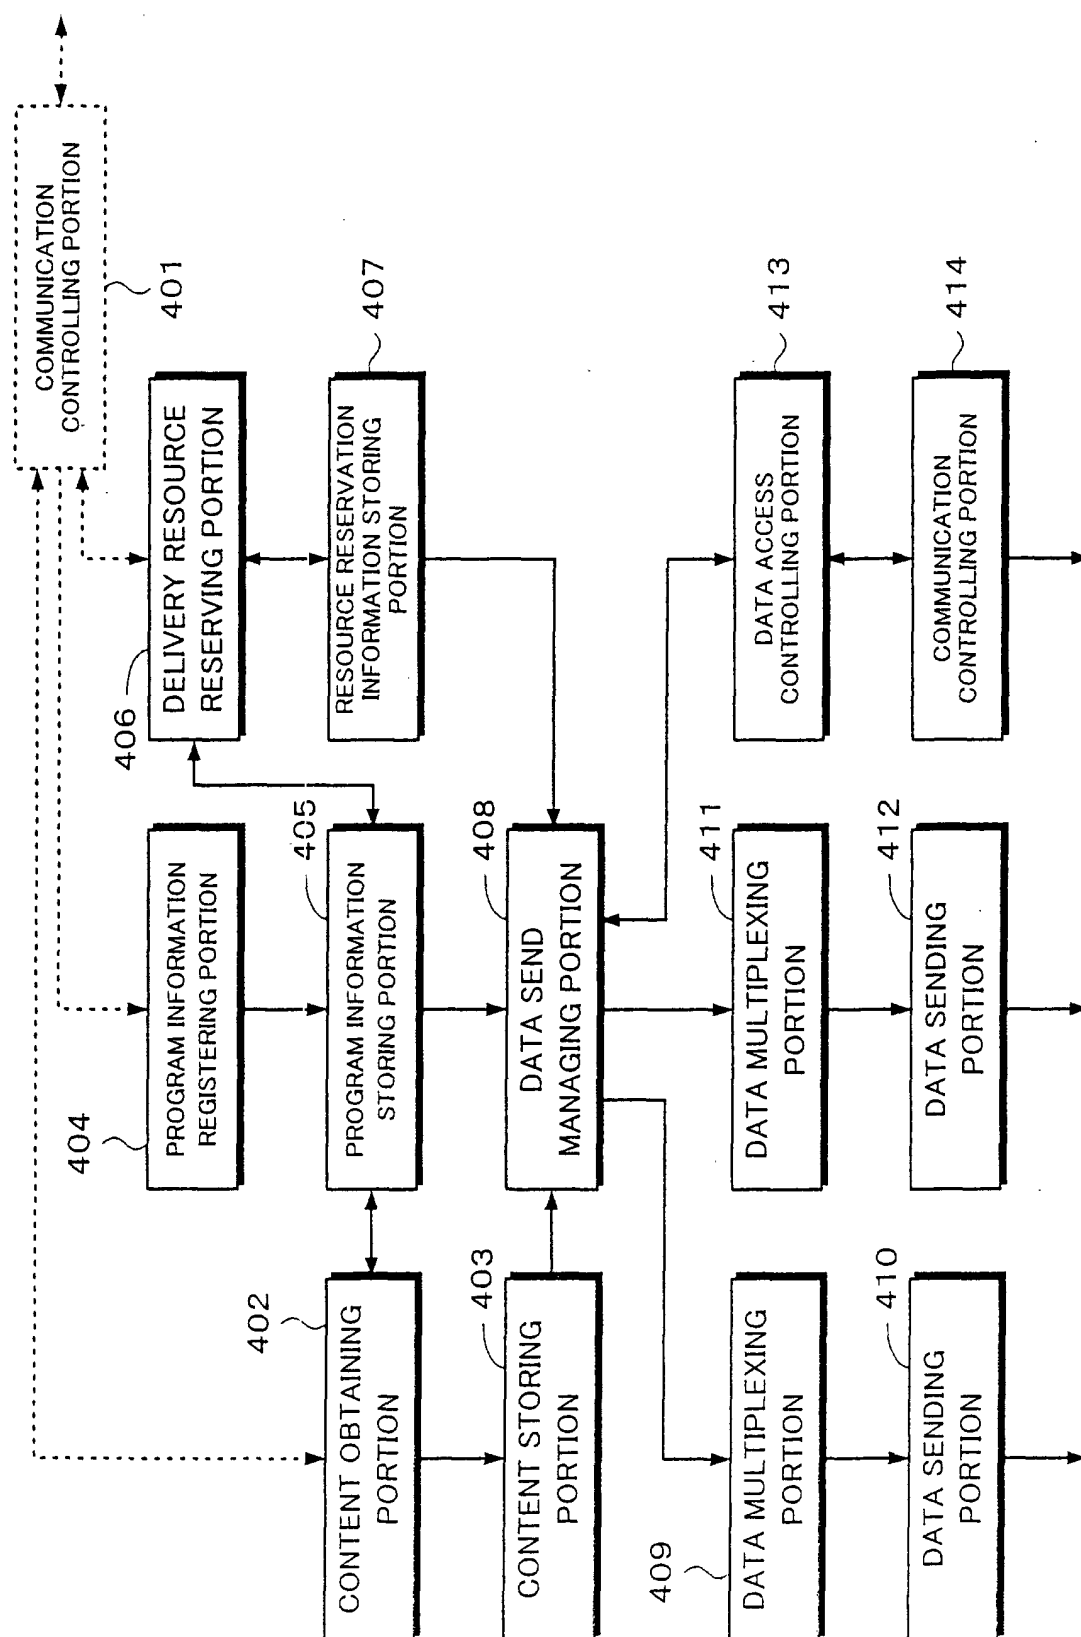 COMMUNICATION
CONTROLLING PORTION
401
DELIVERY RESOURCE
RESERVING PORTION
406
RESOURCE RESERVATION
INFORMATION STORING
PORTION
407
PROGRAM INFORMATION
REGISTERING PORTION
404
PROGRAM INFORMATION
STORING PORTION
405
CONTENT OBTAINING
PORTION
402
CONTENT STORING
PORTION
403
DATA SEND
MANAGING PORTION
408
DATA MULTIPLEXING
PORTION
409
DATA SENDING
PORTION
410
DATA MULTIPLEXING
PORTION
411
DATA SENDING
PORTION
412
DATA ACCESS
CONTROLLING PORTION
413
COMMUNICATION
CONTROLLING PORTION
414